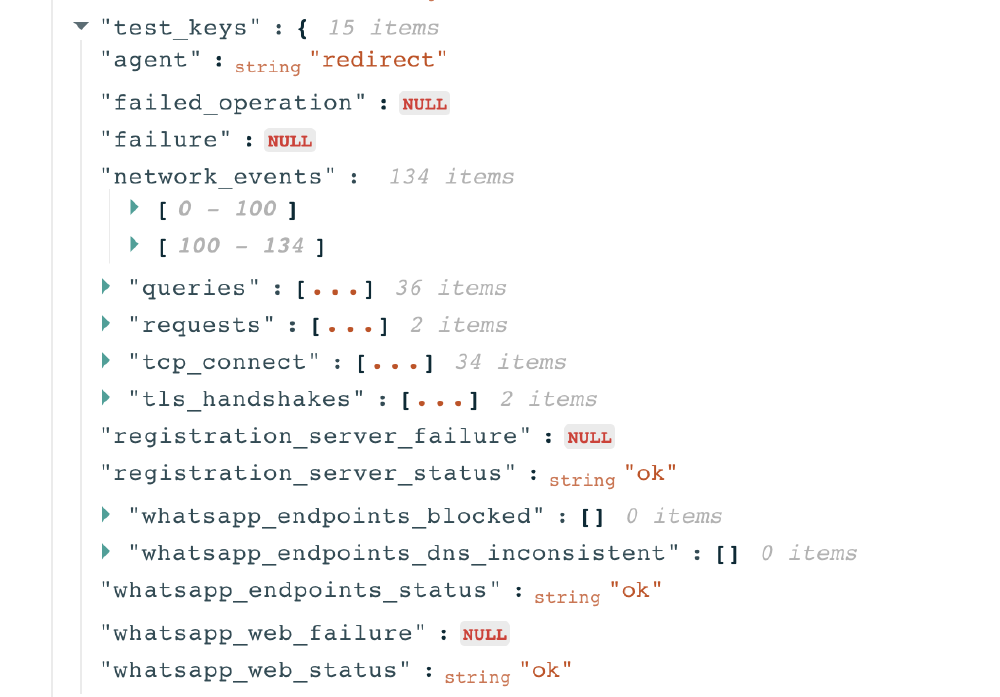 "test_keys" : { 15 items
"agent" : string "redirect"
"failed_operation" : NULL
"failure" : NULL
"network_events" : 134 items
[ 0 – 100 ]
[ 100 – 134 ]
"queries" : [...] 36 items
"requests" : [...] 2 items
"tcp_connect" : [...] 34 items
"tls_handshakes" : [...] 2 items
"registration_server_failure" : NULL
"registration_server_status" : string "ok"
"whatsapp_endpoints_blocked" : [] 0 items
"whatsapp_endpoints_dns_inconsistent" : [] 0 items
"whatsapp_endpoints_status" : string "ok"
"whatsapp_web_failure" : NULL
"whatsapp_web_status" : string "ok"